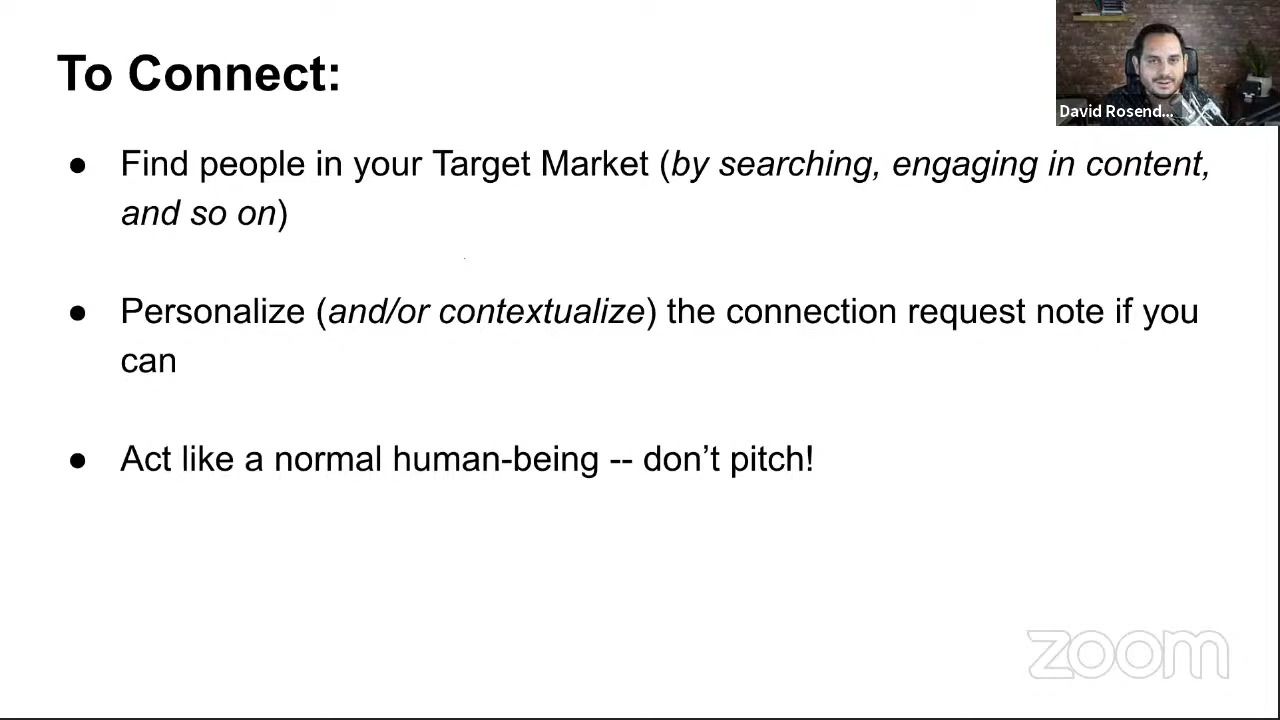 To Connect:
David Rosend...
● Find people in your Target Market (by searching, engaging in content,
and so on)
● Personalize (and/or contextualize) the connection request note if you
can
● Act like a normal human-being -- don’t pitch!
zoom